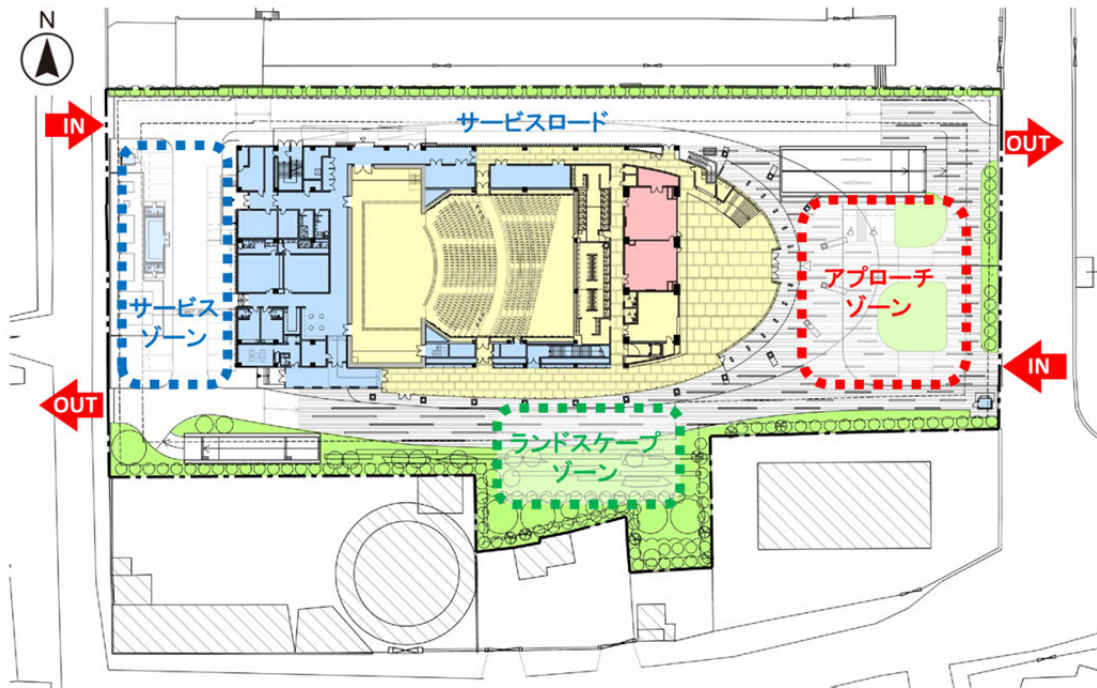 N
IN
サービスロード
OUT
サービス
ゾーン
アプローチ
ゾーン
IN
OUT
ランドスケープ
ゾーン